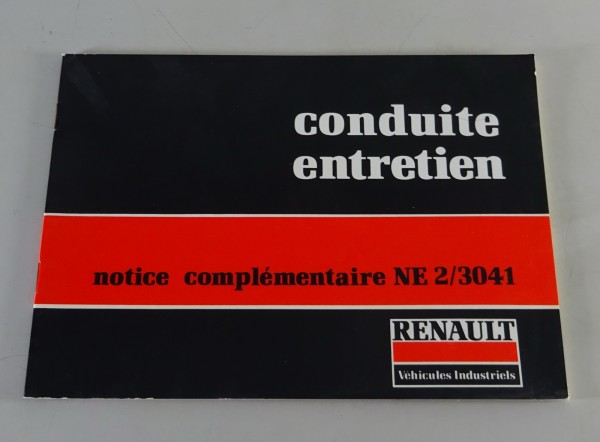 conduite
entretien
notice complémentaire NE 2/3041
RENAULT
Véhicules Industriels